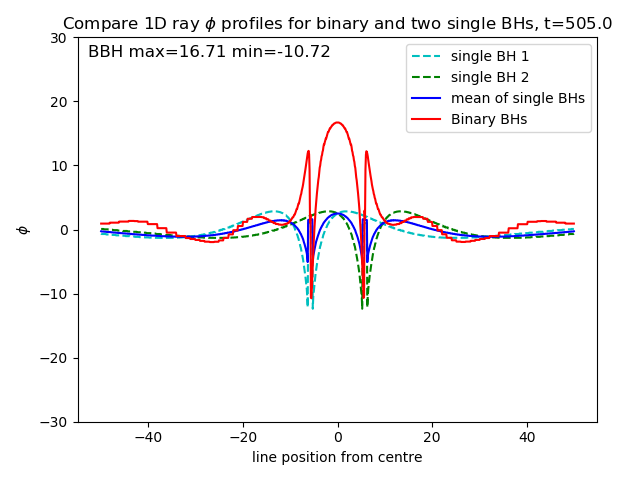 Compare 1D ray ϕ profiles for binary and two single BHs, t=505.0
BBH max=16.71 min=-10.72
single BH 1
single BH 2
mean of single BHs
Binary BHs
30
20
10
0
−10
−20
−30
ϕ
−40
−20
0
20
40
line position from centre